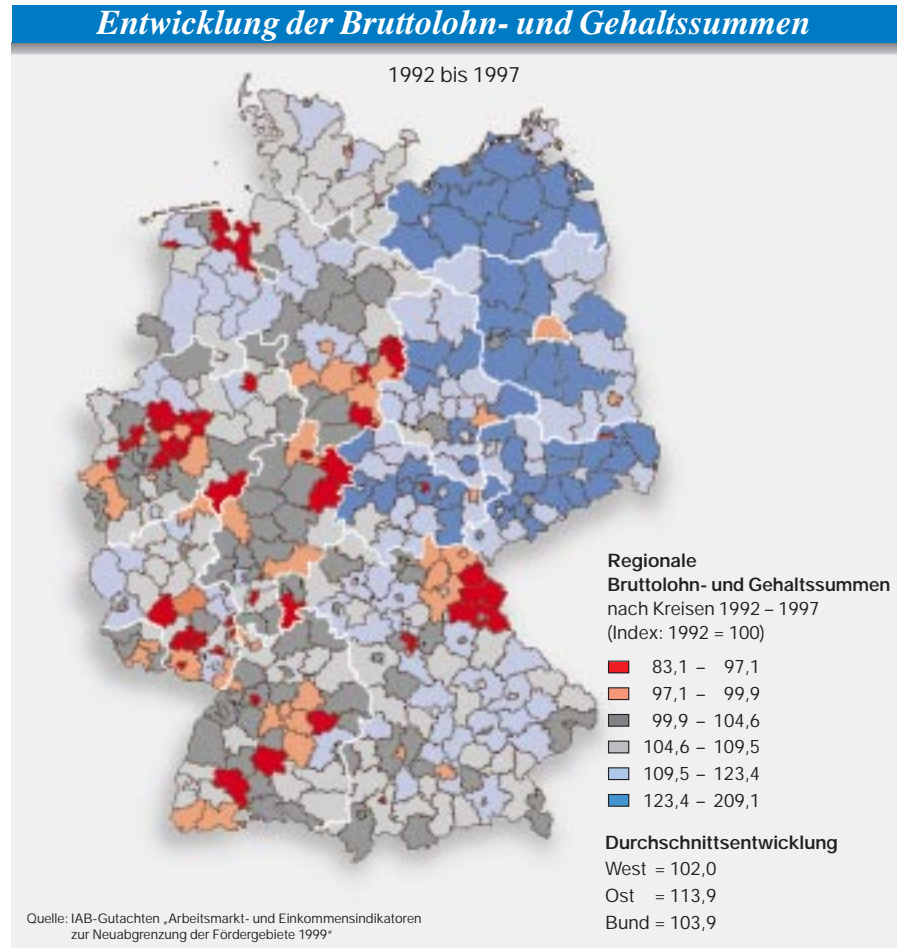 Entwicklung der Bruttolohn- und Gehaltssummen
1992 bis 1997
Regionale
Bruttolohn- und Gehaltssummen
nach Kreisen 1992 – 1997
(Index: 1992 = 100)
83,1 – 97,1
97,1 – 99,9
99,9 – 104,6
104,6 – 109,5
109,5 – 123,4
123,4 – 209,1
Durchschnittsentwicklung
West = 102,0
Ost = 113,9
Bund = 103,9
Quelle: IAB-Gutachten „Arbeitsmarkt- und Einkommensindikatoren
zur Neuabgrenzung der Fördergebiete 1999“